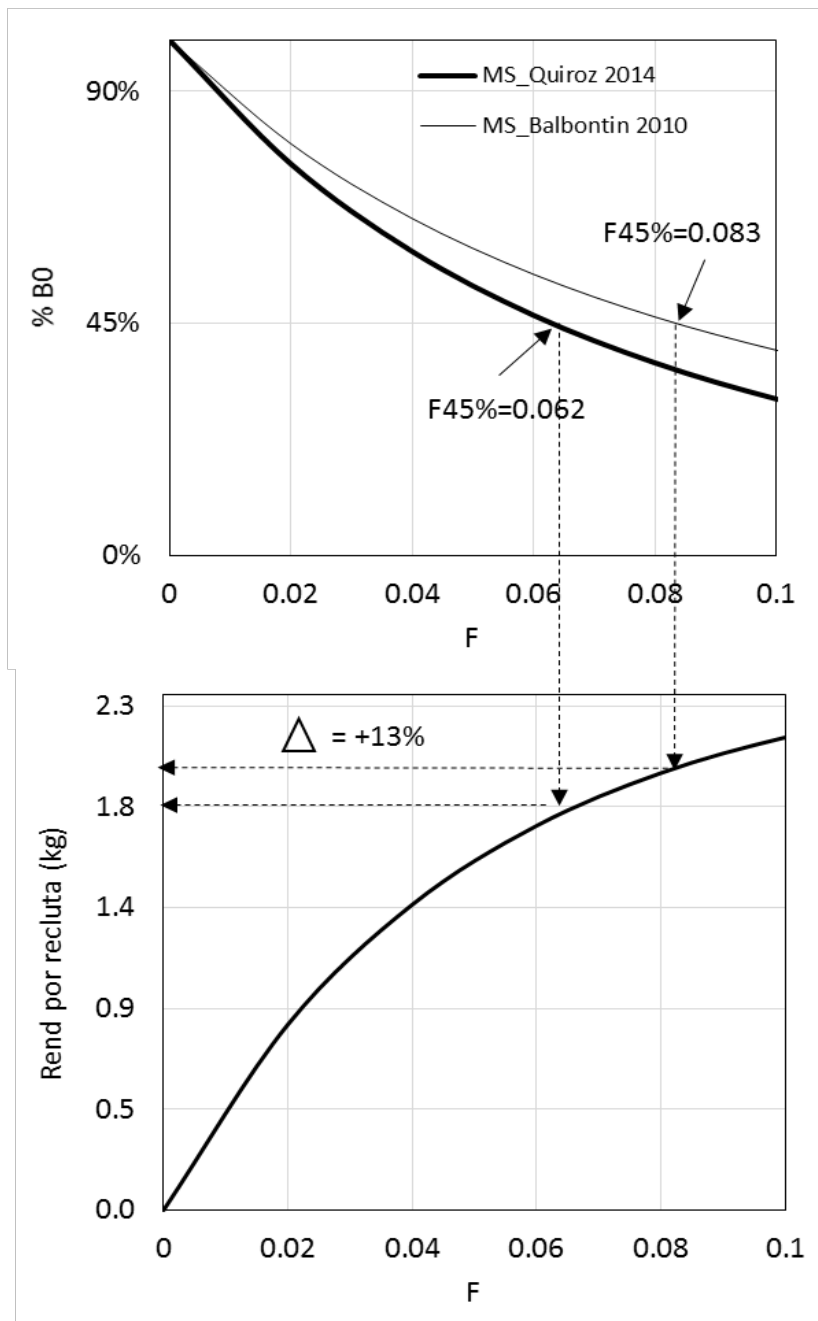 90%
45%
0%
% B0
MS_Quiroz 2014
MS_Balbontin 2010
F45%=0.083
F45%=0.062
0 0.02 0.04 0.06 0.08 0.1
F
2.3
1.8
1.4
0.9
0.5
0.0
Rend por recluta (kg)
△ = +13%
0 0.02 0.04 0.06 0.08 0.1
F